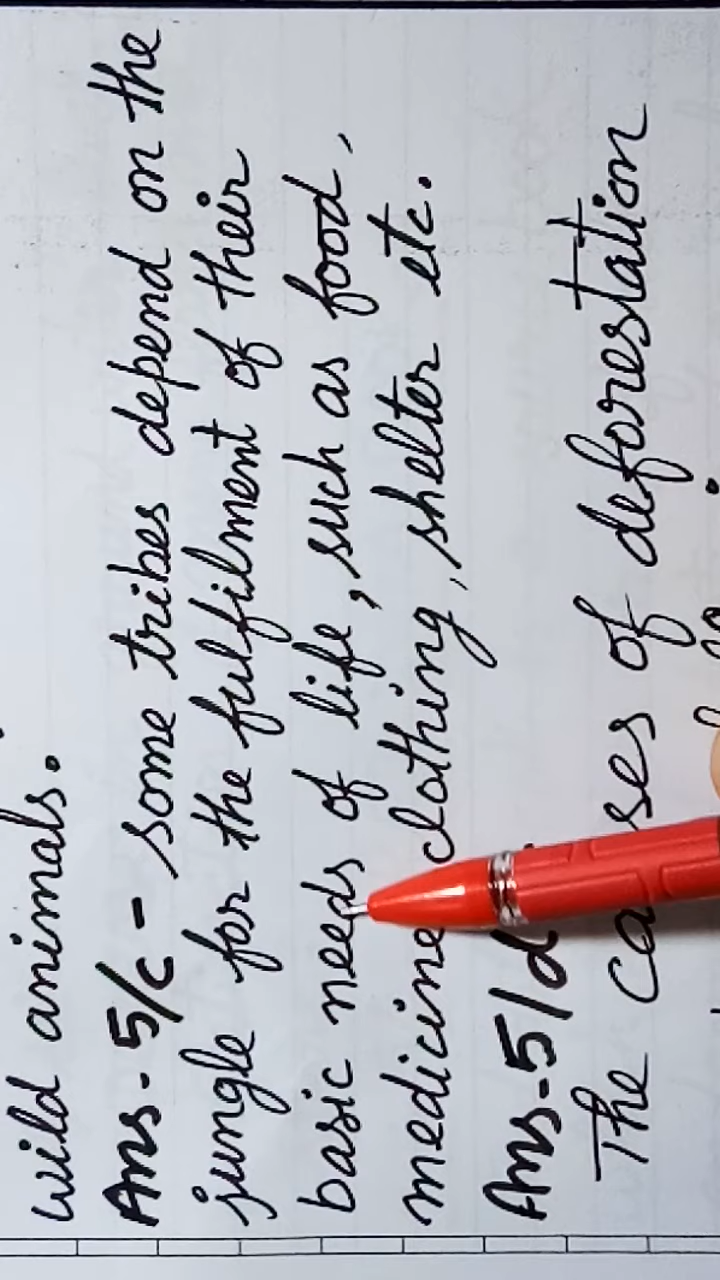 wild animals.
Ans-5/c - some tribes depend on the
jungle for the fulfilment of their
basic needs of life, such as food,
medicine clothing, shelter etc.
Ans-5/d
The causes of deforestation